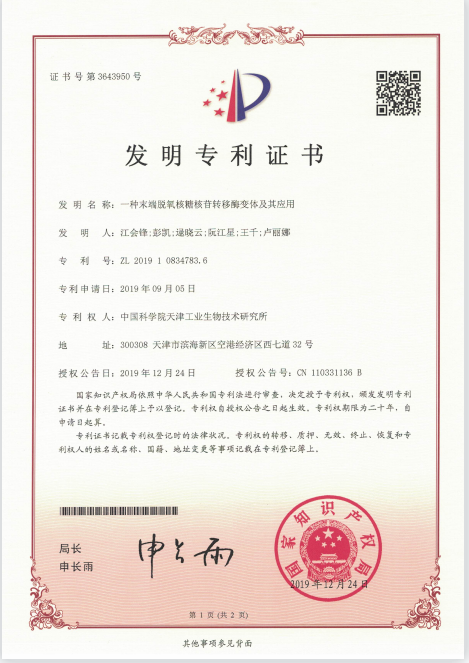 证书号第3643950号
发明专利证书
发明名称:一种末端脱氧核糖核苷转移酶变体及其应用
发明人:江会锋;彭凯;逯晓云;阮江星;王千;卢丽娜
专利号:ZL 2019 1 0834783.6
专利申请日:2019年09月05日
专利权人:中国科学院天津工业生物技术研究所
地址:300308 天津市滨海新区空港经济区西七道32号
授权公告日:2019年12月24日 授权公告号:CN 110331136 B
国家知识产权局依照中华人民共和国专利法进行审查,决定授予专利权,颁发发明专利
证书并在专利登记簿上予以登记。专利权自授权公告之日起生效。专利权期限为二十年,自
申请日起算。
专利证书记载专利权登记时的法律状况。专利权的转移、质押、无效、终止、恢复和专
利权人的姓名或名称、国籍、地址变更等事项记载在专利登记簿上。
局长
申长雨
申长雨
国家知识产权局
2019年12月24日
第1页(共2页)
其他事项参见背面